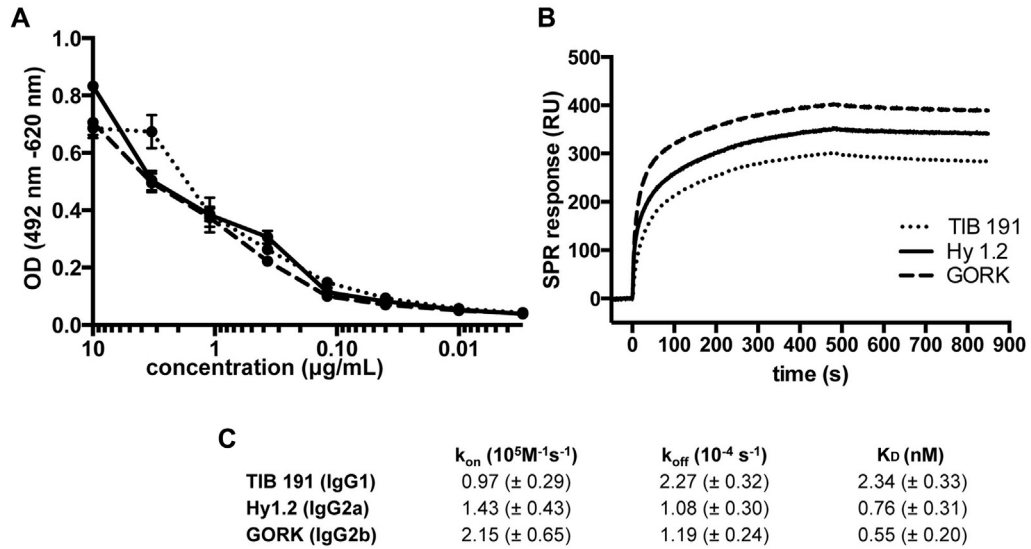 A
1.0
0.8
0.6
0.4
0.2
0.0
OD (492 nm -620 nm)
10 1 0.10 0.01
concentration (µg/mL)
B
500
400
300
200
100
0
SPR response (RU)
TIB 191
Hy 1.2
GORK
0 100 200 300 400 500 600 700 800 900
time (s)
C
kon (10⁵M⁻¹s⁻¹) koff (10⁻⁴ s⁻¹) KD (nM)
TIB 191 (IgG1) 0.97 (± 0.29) 2.27 (± 0.32) 2.34 (± 0.33)
Hy1.2 (IgG2a) 1.43 (± 0.43) 1.08 (± 0.30) 0.76 (± 0.31)
GORK (IgG2b) 2.15 (± 0.65) 1.19 (± 0.24) 0.55 (± 0.20)